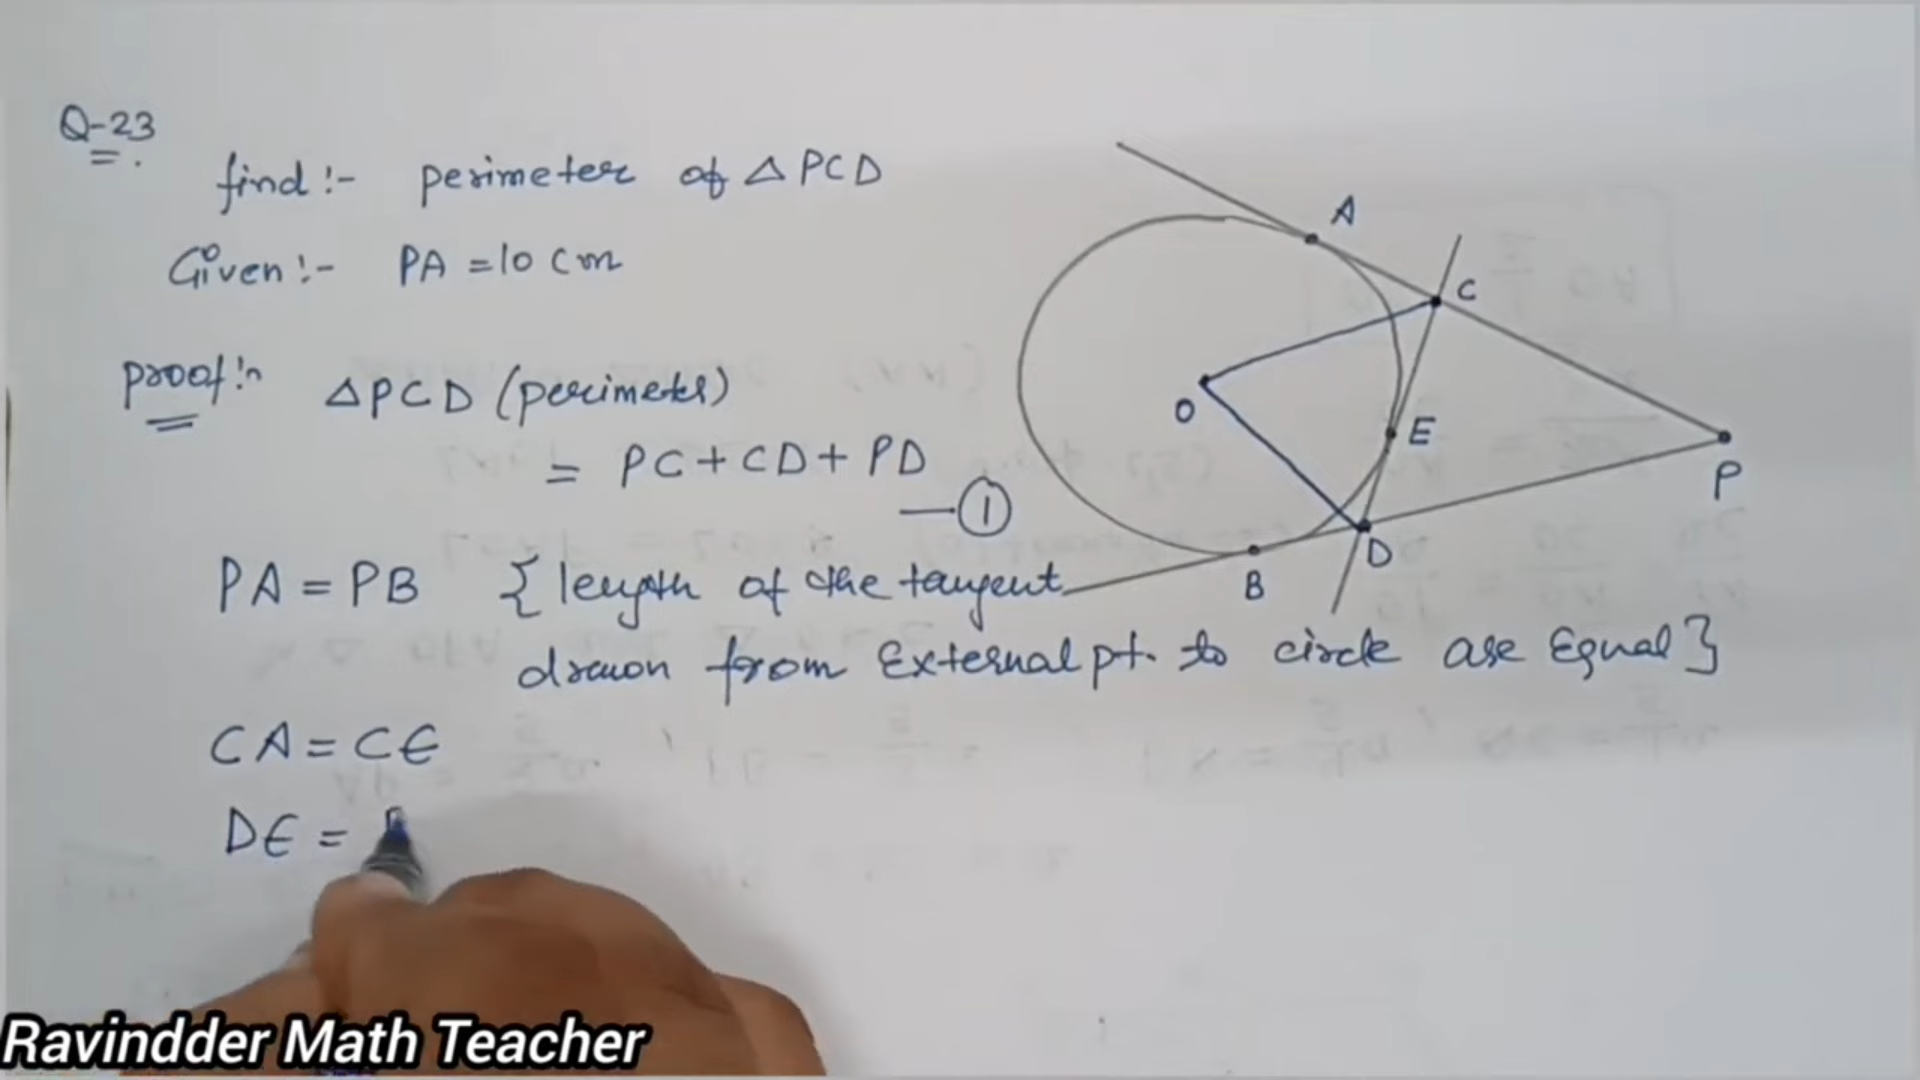 Q-23
find :- perimeter of △ PCD
Given :- PA = 10 cm
proof :-
△PCD (perimeter)
= PC + CD + PD
— ①
PA = PB { length of the tangent
drawon from External pt. to circle are Equal }
CA = CE
DE =
A
C
O
E
P
D
B
Ravindder Math Teacher